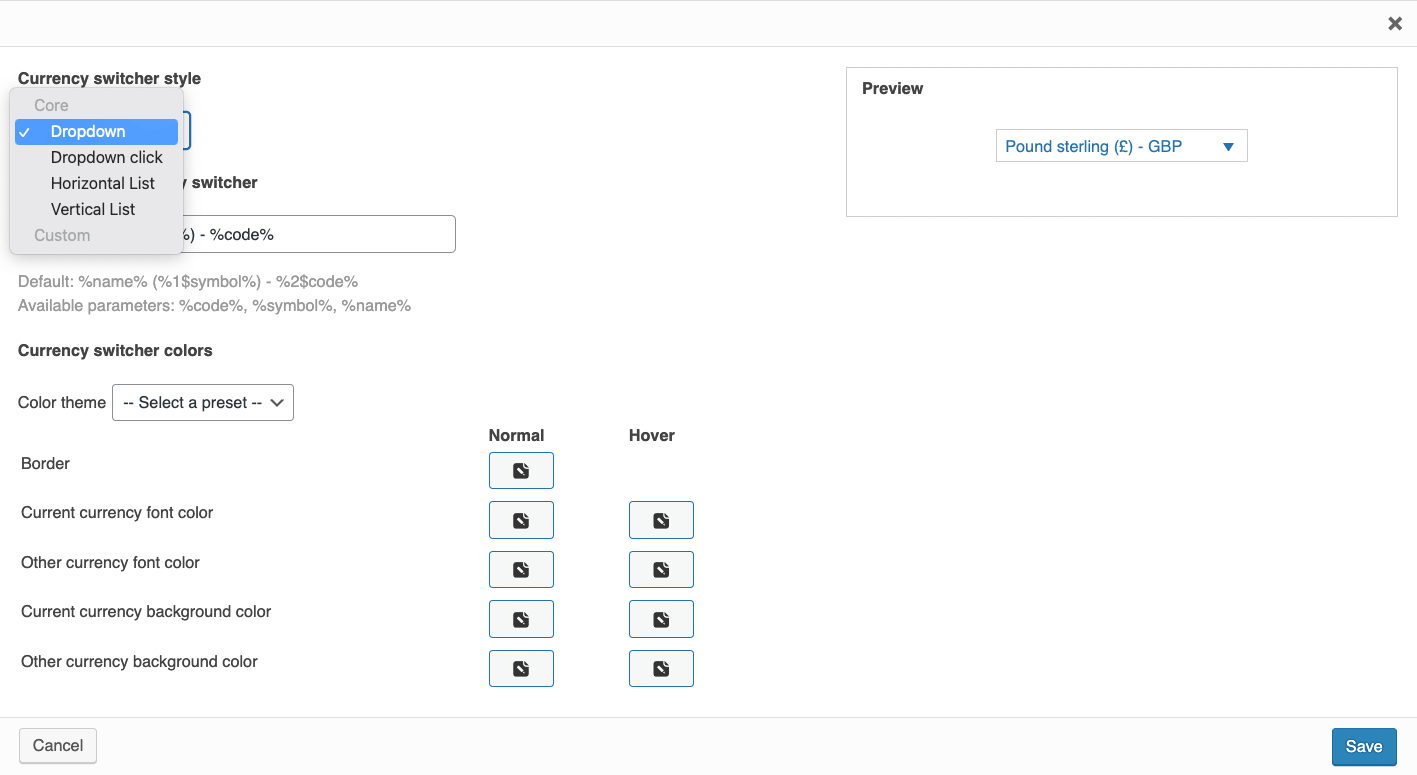 Currency switcher style
Core
Dropdown
Dropdown click
Horizontal List
Vertical List
Custom
switcher
) - %code%
Default: %name% (%1$symbol%) - %2$code%
Available parameters: %code%, %symbol%, %name%
Currency switcher colors
Color theme -- Select a preset --
Normal Hover
Border
Current currency font color
Other currency font color
Current currency background color
Other currency background color
Preview
Pound sterling (£) - GBP
Cancel
Save